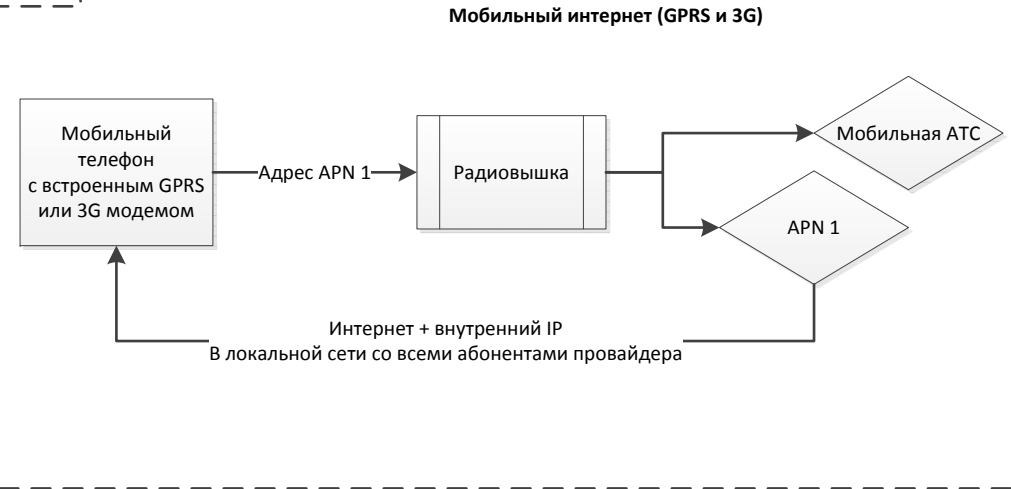 Мобильный интернет (GPRS и 3G)
Мобильный
телефон
с встроенным GPRS
или 3G модемом
Адрес APN 1
Радиовышка
Мобильная АТС
APN 1
Интернет + внутренний IP
В локальной сети со всеми абонентами провайдера